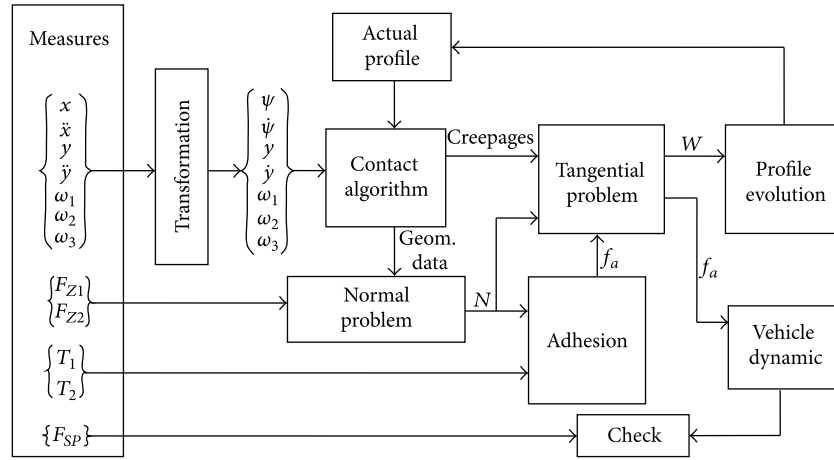 Measures
x
ẍ
y
ÿ
ω1
ω2
ω3
FZ1
FZ2
T1
T2
{FSP}
Transformation
ψ
ψ̇
y
ẏ
ω1
ω2
ω3
Actual
profile
Contact
algorithm
Creepages
Geom.
data
Normal
problem
N
Tangential
problem
fa
Adhesion
W
Profile
evolution
fa
Vehicle
dynamic
Check